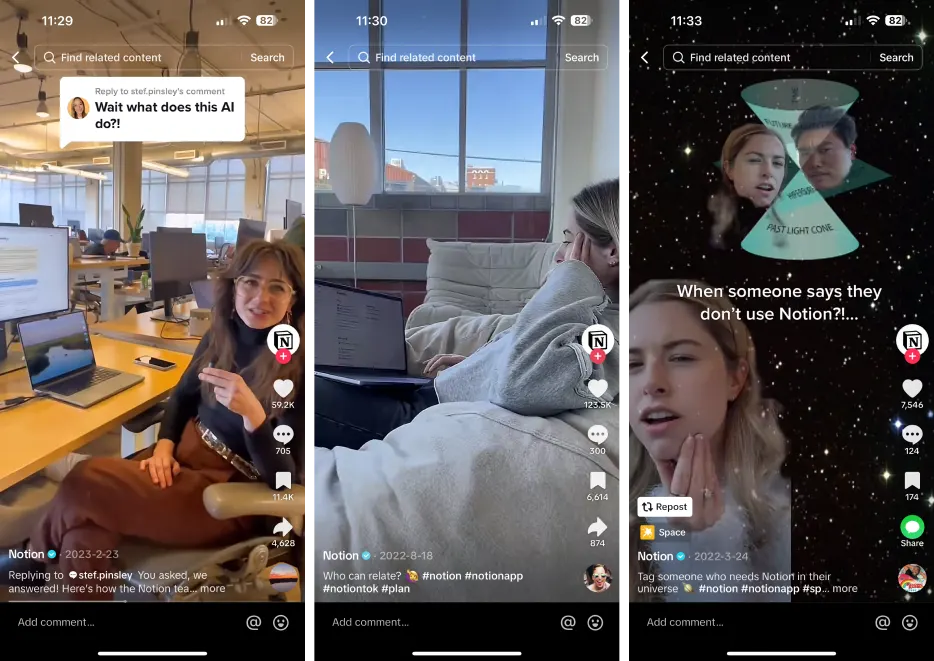 11:29
82
Find related content
Search
Reply to stef.pinsley's comment
Wait what does this AI
do?!
N
59.2K
705
11.4K
4,628
Notion · 2023-2-23
Replying to stef.pinsley You asked, we
answered! Here's how the Notion tea... more
Add comment...
11:30
82
Find related content
Search
N
123.5K
300
6,614
874
Notion · 2022-8-18
Who can relate? 🙋 #notion #notionapp
#notiontok #plan
Add comment...
11:33
82
Find related content
Search
THE
FUTURE
PAST LIGHT CONE
When someone says they
don't use Notion?!...
N
7,546
124
174
Share
Repost
Space
Notion · 2022-3-24
Tag someone who needs Notion in their
universe 💫 #notion #notionapp #sp... more
Add comment...